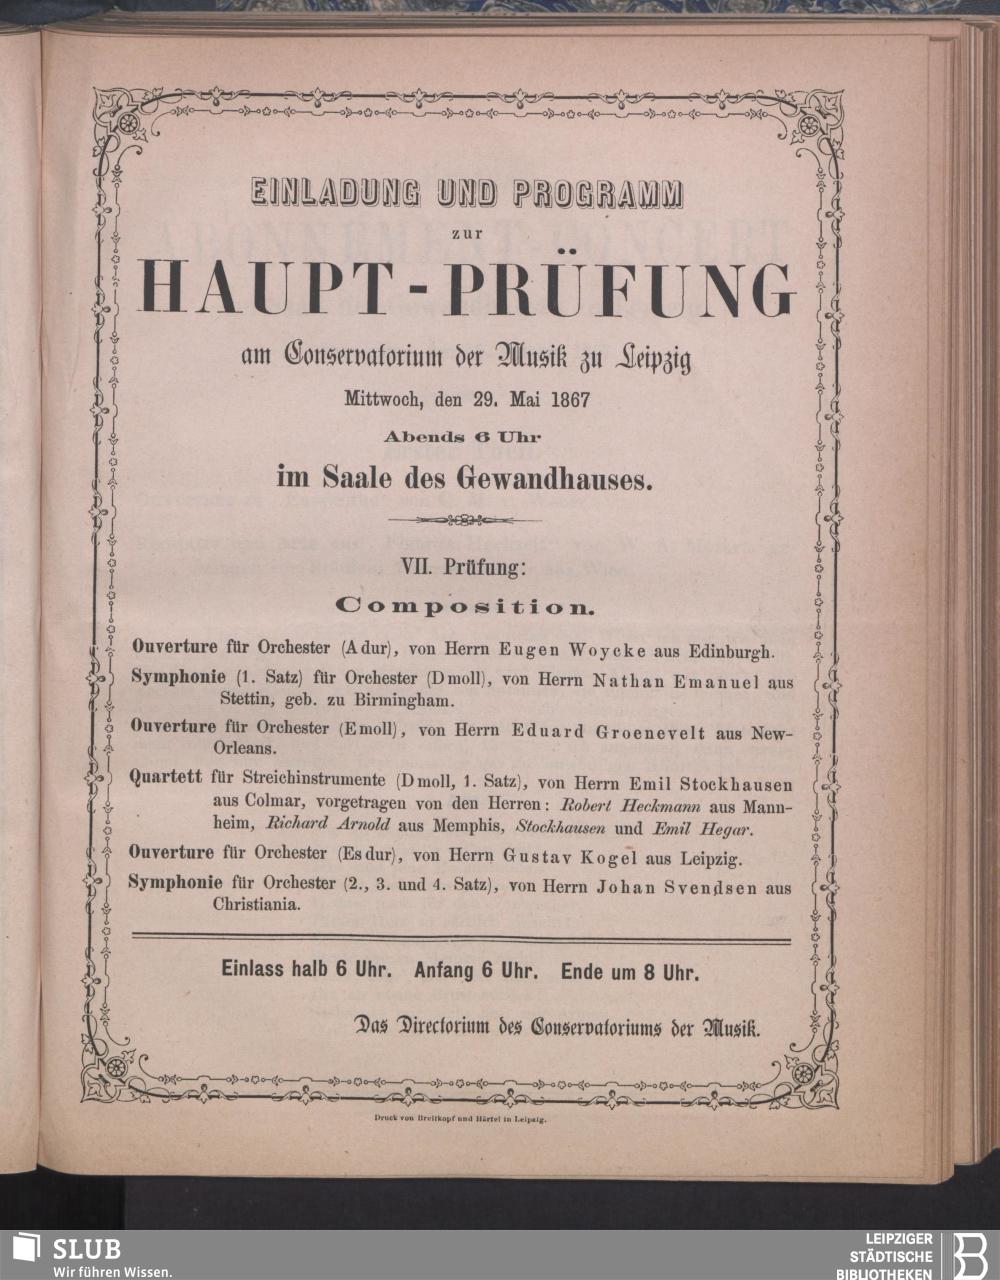 EINLADUNG UND PROGRAMM
zur
HAUPT-PRÜFUNG
am Conservatorium der Musik zu Leipzig
Mittwoch, den 29. Mai 1867
Abends 6 Uhr
im Saale des Gewandhauses.
VII. Prüfung:
Composition.
Ouverture für Orchester (A dur), von Herrn Eugen Woycke aus Edinburgh.
Symphonie (1. Satz) für Orchester (D moll), von Herrn Nathan Emanuel aus
Stettin, geb. zu Birmingham.
Ouverture für Orchester (E moll), von Herrn Eduard Groenevelt aus New-
Orleans.
Quartett für Streichinstrumente (D moll, 1. Satz), von Herrn Emil Stockhausen
aus Colmar, vorgetragen von den Herren: Robert Heckmann aus Mann-
heim, Richard Arnold aus Memphis, Stockhausen und Emil Hegar.
Ouverture für Orchester (Es dur), von Herrn Gustav Kogel aus Leipzig.
Symphonie für Orchester (2., 3. und 4. Satz), von Herrn Johan Svendsen aus
Christiania.
Einlass halb 6 Uhr. Anfang 6 Uhr. Ende um 8 Uhr.
Das Directorium des Conservatoriums der Musik.
Druck von Breitkopf und Härtel in Leipzig.
SLUB
Wir führen Wissen.
LEIPZIGER
STÄDTISCHE
BIBLIOTHEKEN